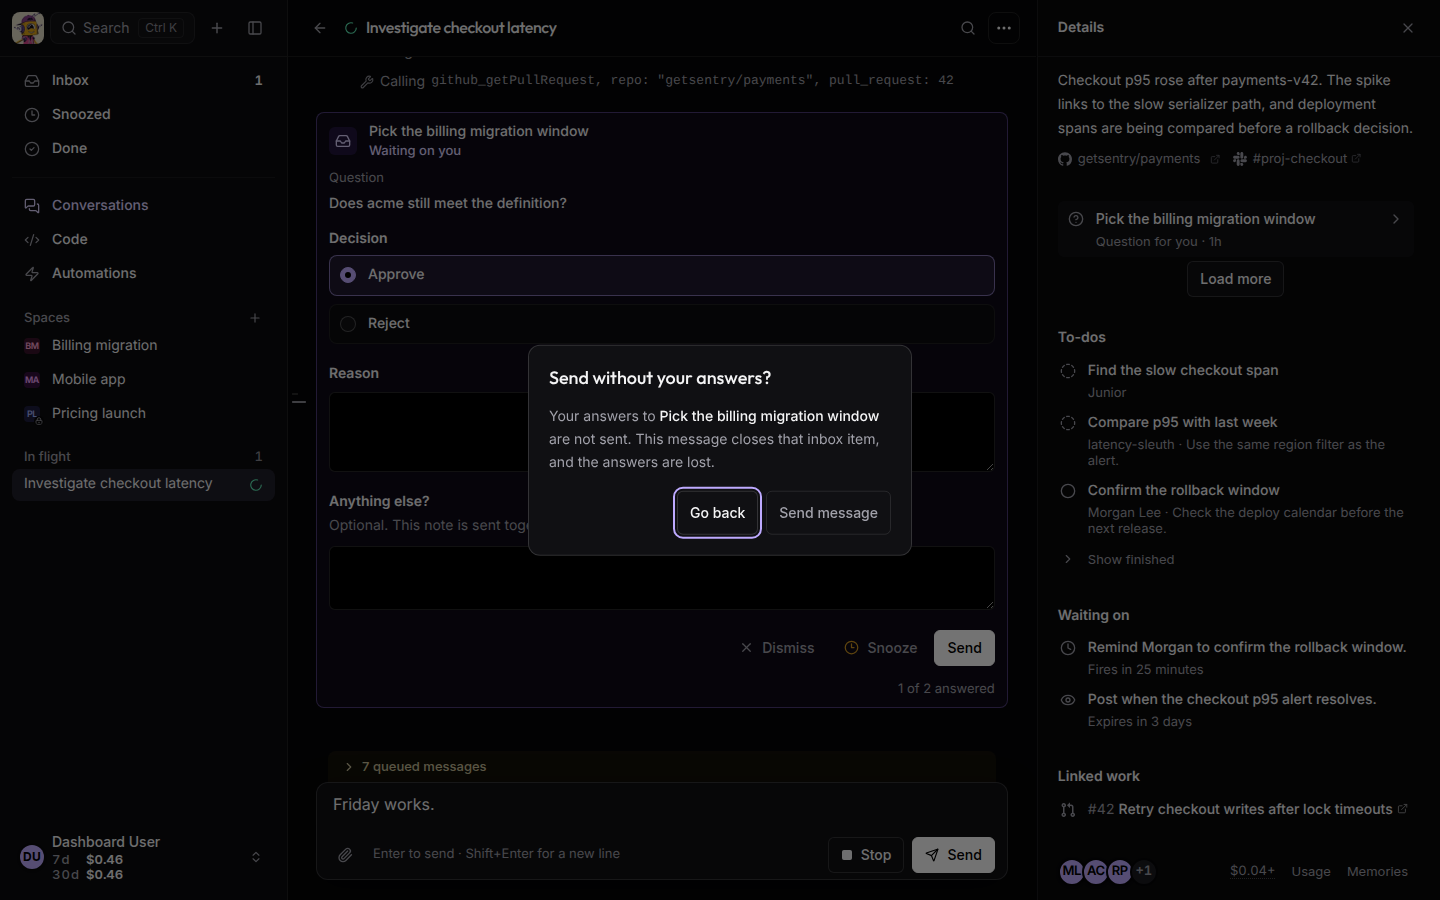 Search Ctrl K
Inbox 1
Snoozed
Done
Conversations
Code
Automations
Spaces
BM Billing migration
MA Mobile app
PL Pricing launch
In flight 1
Investigate checkout latency
DU Dashboard User
7d $0.46
30d $0.46
Investigate checkout latency
Calling github_getPullRequest, repo: "getsentry/payments", pull_request: 42
Pick the billing migration window
Waiting on you
Question
Does acme still meet the definition?
Decision
Approve
Reject
Reason
Anything else?
Optional. This note is sent toge
Dismiss Snooze Send
1 of 2 answered
Send without your answers?
Your answers to Pick the billing migration window
are not sent. This message closes that inbox item,
and the answers are lost.
Go back Send message
7 queued messages
Friday works.
Enter to send · Shift+Enter for a new line
Stop Send
Details
Checkout p95 rose after payments-v42. The spike
links to the slow serializer path, and deployment
spans are being compared before a rollback decision.
getsentry/payments #proj-checkout
Pick the billing migration window
Question for you · 1h
Load more
To-dos
Find the slow checkout span
Junior
Compare p95 with last week
latency-sleuth · Use the same region filter as the
alert.
Confirm the rollback window
Morgan Lee · Check the deploy calendar before the
next release.
Show finished
Waiting on
Remind Morgan to confirm the rollback window.
Fires in 25 minutes
Post when the checkout p95 alert resolves.
Expires in 3 days
Linked work
#42 Retry checkout writes after lock timeouts
ML AC RP +1 $0.04+ Usage Memories